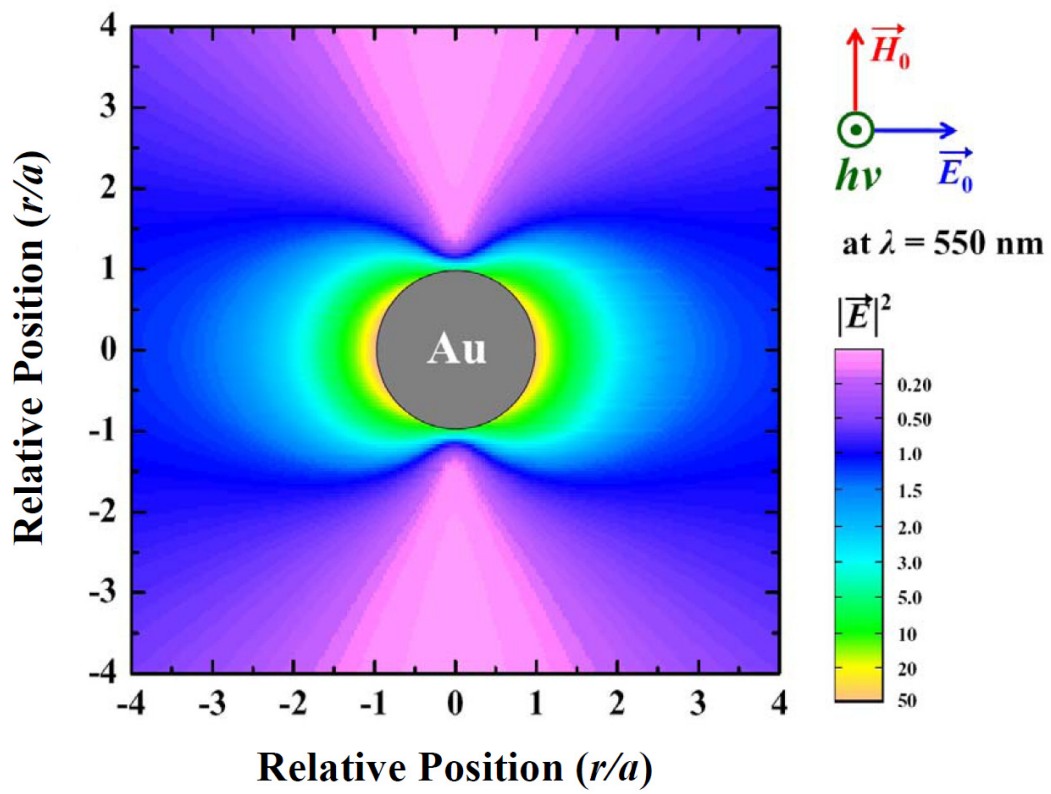 4
3
2
1
0
-1
-2
-3
-4
Relative Position (r/a)
Au
-4 -3 -2 -1 0 1 2 3 4
Relative Position (r/a)
H₀
hν
E₀
at λ = 550 nm
|E|²
0.20
0.50
1.0
1.5
2.0
3.0
5.0
10
20
50